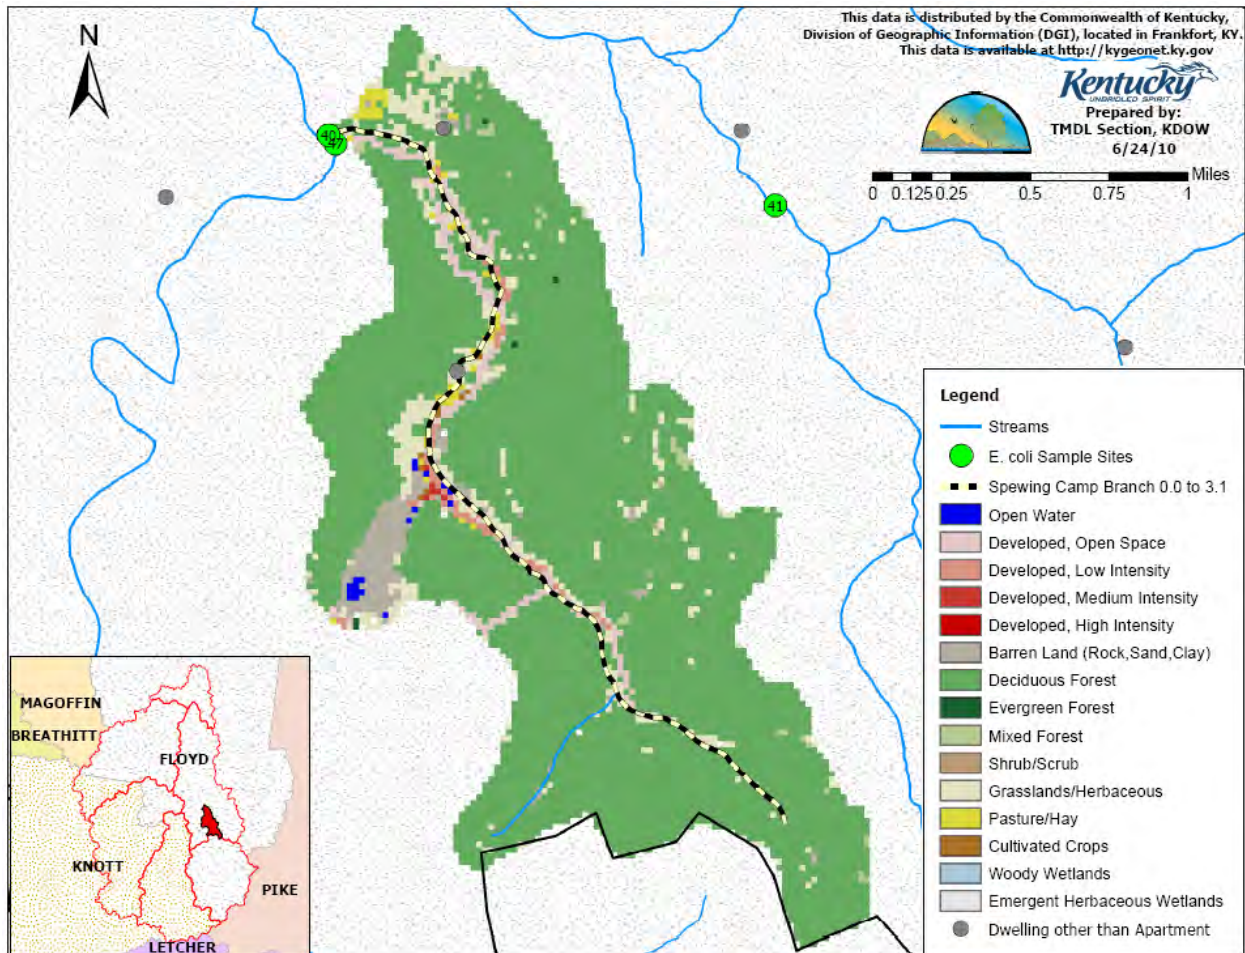 This data is distributed by the Commonwealth of Kentucky,
Division of Geographic Information (DGI), located in Frankfort, KY.
This data is available at http://kygeonet.ky.gov
N
Kentucky
UNBRIDLED SPIRIT
Prepared by:
TMDL Section, KDOW
6/24/10
Miles
0 0.125 0.25 0.5 0.75 1
40
47
41
Legend
Streams
E. coli Sample Sites
Spewing Camp Branch 0.0 to 3.1
Open Water
Developed, Open Space
Developed, Low Intensity
Developed, Medium Intensity
Developed, High Intensity
Barren Land (Rock,Sand,Clay)
Deciduous Forest
Evergreen Forest
Mixed Forest
Shrub/Scrub
Grasslands/Herbaceous
Pasture/Hay
Cultivated Crops
Woody Wetlands
Emergent Herbaceous Wetlands
Dwelling other than Apartment
MAGOFFIN
BREATHITT
FLOYD
KNOTT
PIKE
LETCHER